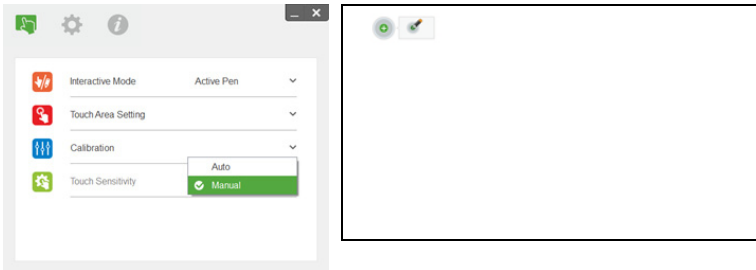 Interactive Mode Active Pen
Touch Area Setting
Calibration
Auto
Touch Sensitivity
Manual